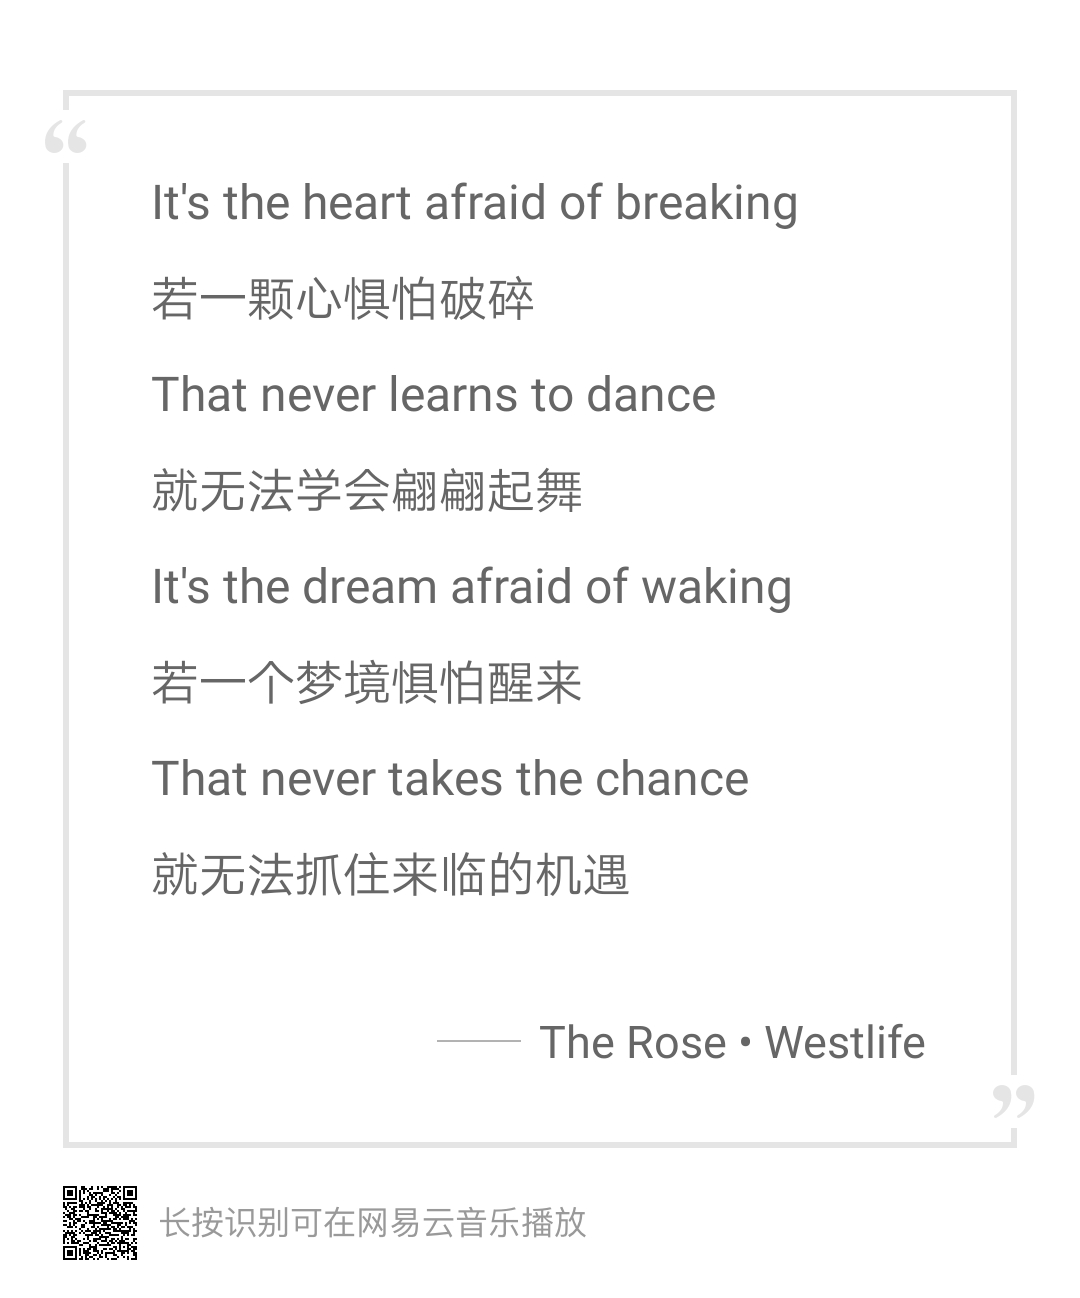 “
It's the heart afraid of breaking
若一颗心惧怕破碎
That never learns to dance
就无法学会翩翩起舞
It's the dream afraid of waking
若一个梦境惧怕醒来
That never takes the chance
就无法抓住来临的机遇
—— The Rose • Westlife
”
长按识别可在网易云音乐播放